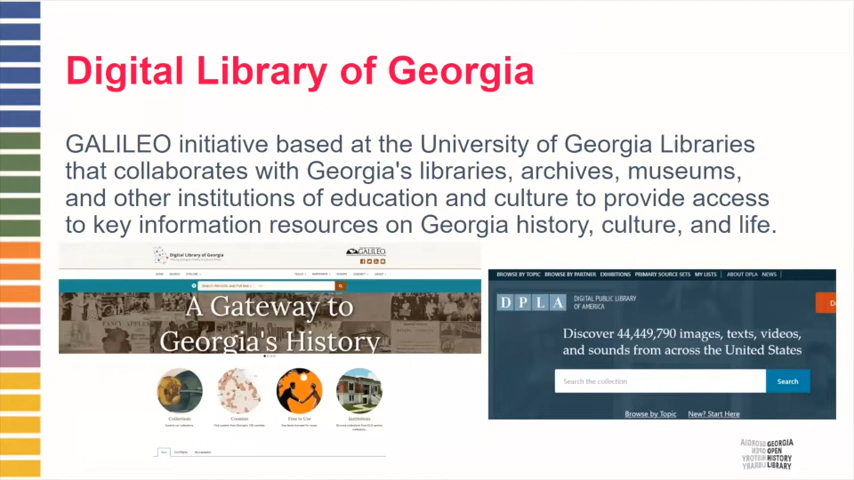 Digital Library of Georgia
GALILEO initiative based at the University of Georgia Libraries
that collaborates with Georgia's libraries, archives, museums,
and other institutions of education and culture to provide access
to key information resources on Georgia history, culture, and life.
Digital Library of Georgia
GALILEO
A Gateway to
Georgia's History
Collections
Counties
Free to Use
Institutions
BROWSE BY TOPIC BROWSE BY PARTNER EXHIBITIONS PRIMARY SOURCE SETS MY LISTS ABOUT DPLA NEWS
DPLA
DIGITAL PUBLIC LIBRARY
OF AMERICA
Discover 44,449,790 images, texts, videos,
and sounds from across the United States
Search the collection
Search
Browse by Topic New? Start Here
GEORGIA
OPEN
HISTORY
LIBRARY